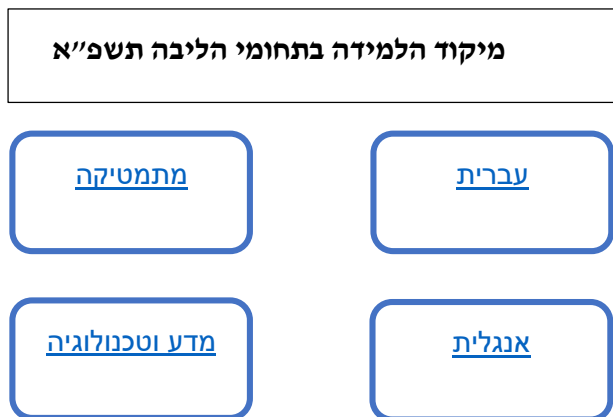 מיקוד הלמידה בתחומי הליבה תשפ״א
עברית
מתמטיקה
אנגלית
מדע וטכנולוגיה